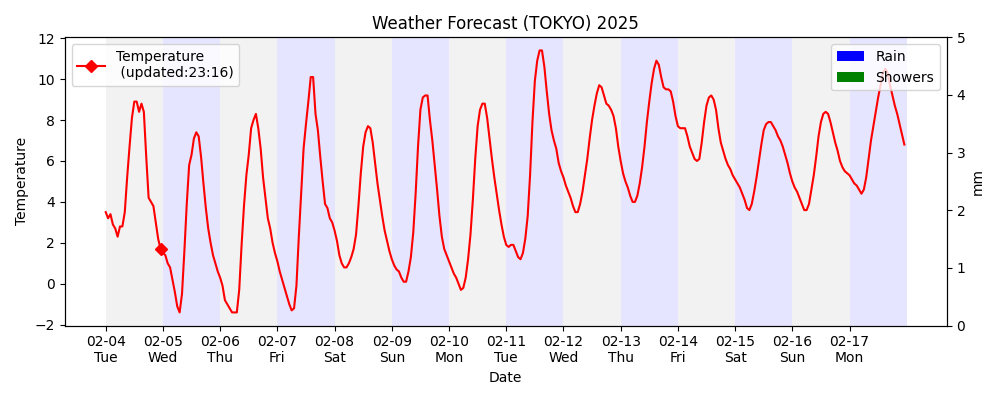 Weather Forecast (TOKYO) 2025
Temperature
(updated:23:16)
Rain
Showers
12
10
8
6
4
2
0
−2
Temperature
5
4
3
2
1
0
mm
02-04 02-05 02-06 02-07 02-08 02-09 02-10 02-11 02-12 02-13 02-14 02-15 02-16 02-17
Tue Wed Thu Fri Sat Sun Mon Tue Wed Thu Fri Sat Sun Mon
Date